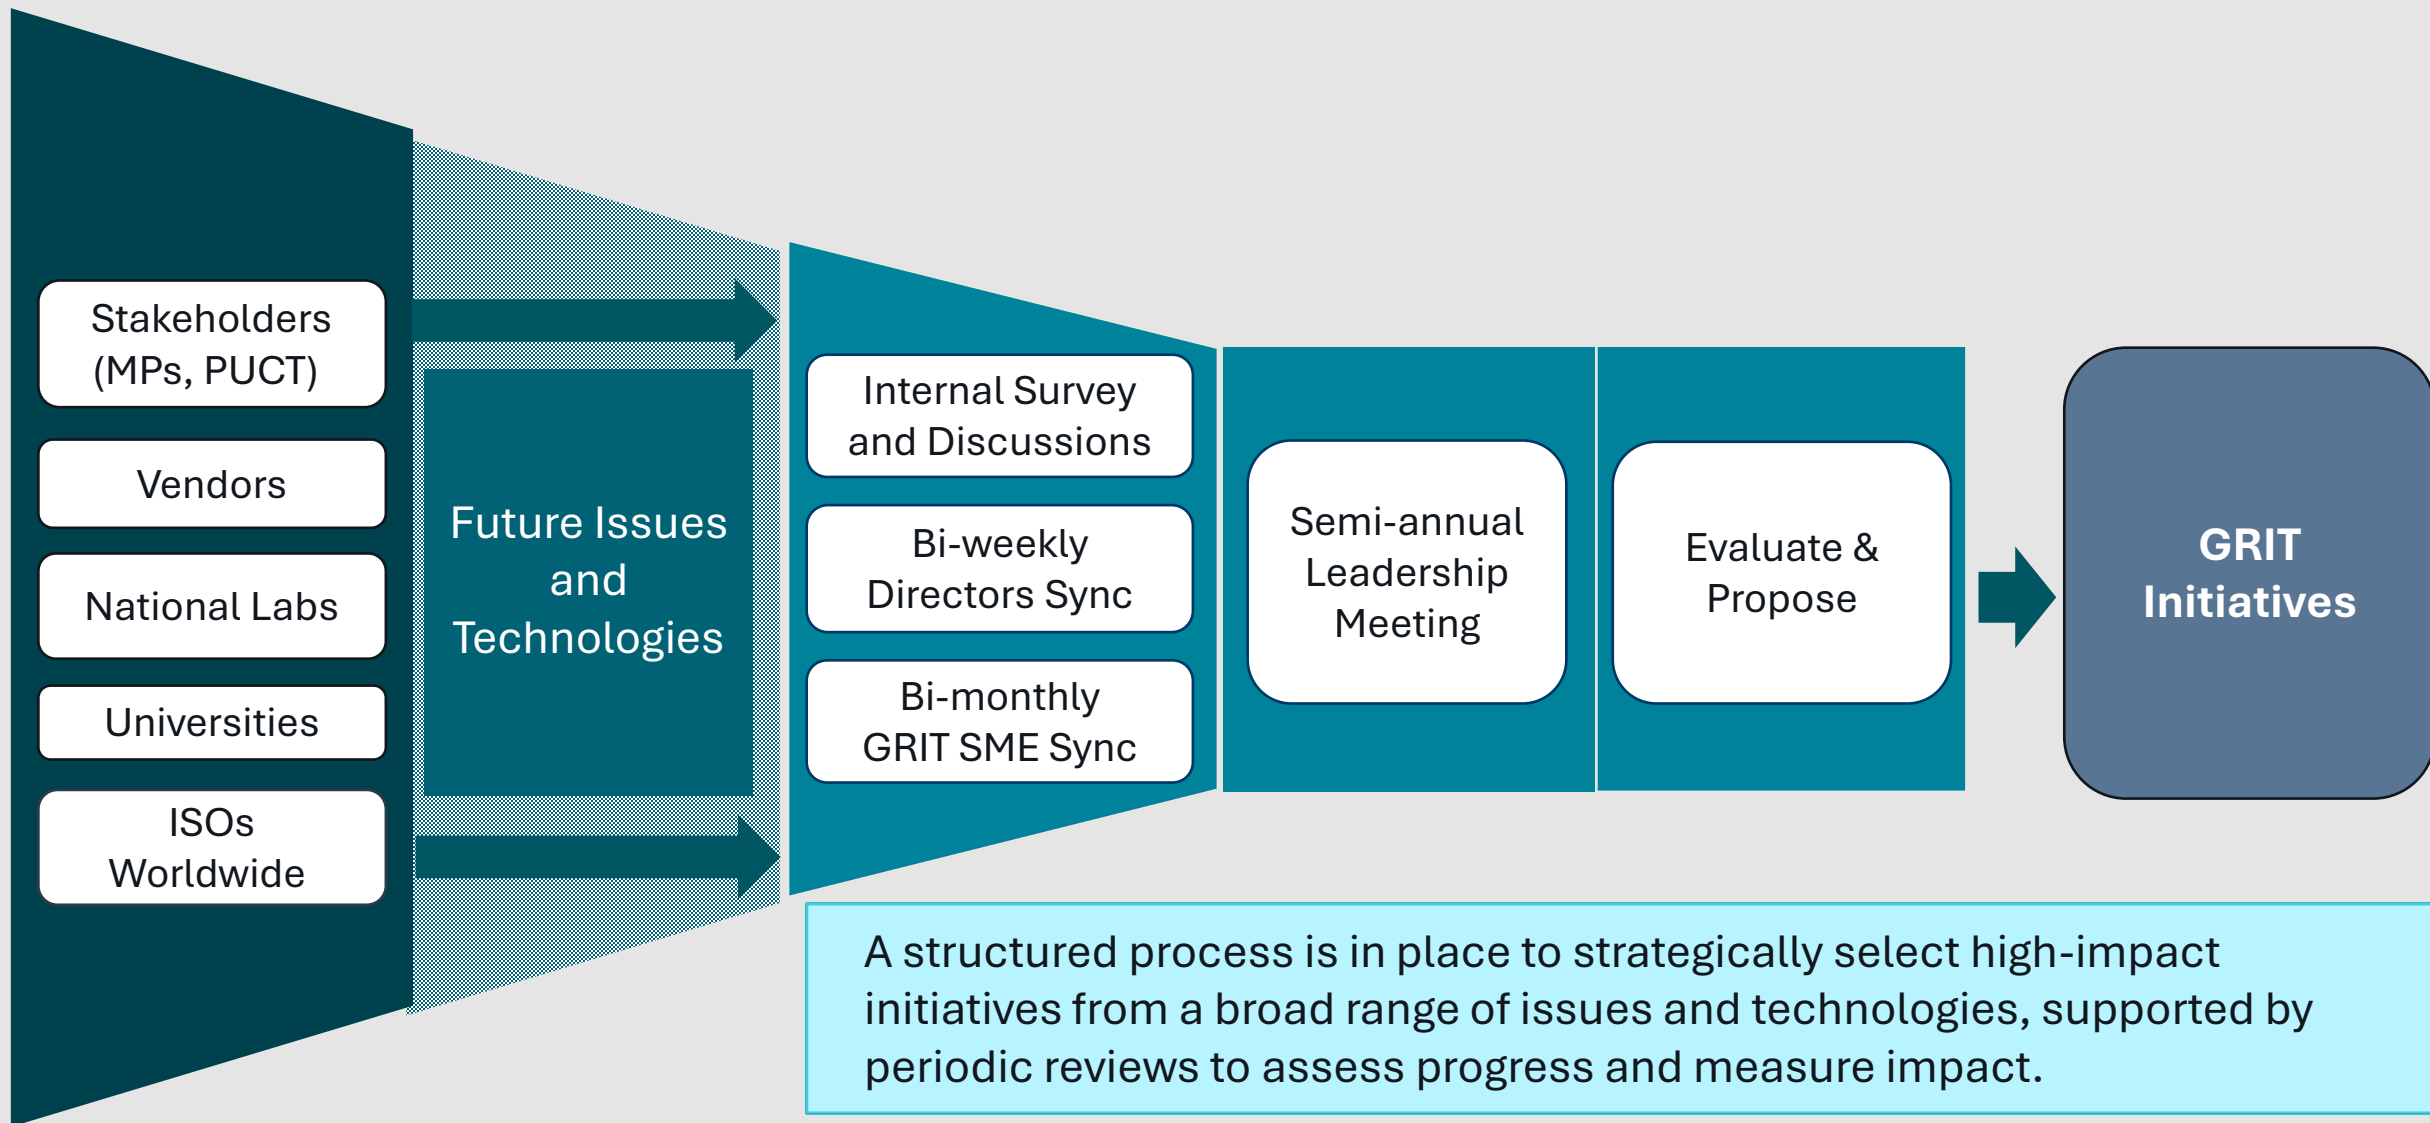 Stakeholders
(MPs, PUCT)
Vendors
National Labs
Universities
ISOs
Worldwide
Future Issues
and
Technologies
Internal Survey
and Discussions
Bi-weekly
Directors Sync
Bi-monthly
GRIT SME Sync
Semi-annual
Leadership
Meeting
Evaluate &
Propose
GRIT
Initiatives
A structured process is in place to strategically select high-impact
initiatives from a broad range of issues and technologies, supported by
periodic reviews to assess progress and measure impact.